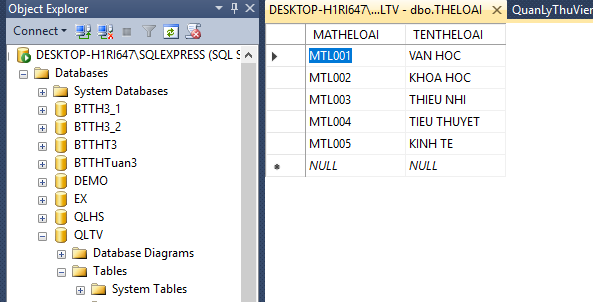 Object Explorer
Connect
DESKTOP-H1RI647\SQLEXPRESS (SQL S
Databases
System Databases
BTTH3_1
BTTH3_2
BTTHT3
BTTHTuan3
DEMO
EX
QLHS
QLTV
Database Diagrams
Tables
System Tables
DESKTOP-H1RI647\...LTV - dbo.THELOAI
QuanLyThuVien
MATHELOAI TENTHELOAI
MTL001 VAN HOC
MTL002 KHOA HOC
MTL003 THIEU NHI
MTL004 TIEU THUYET
MTL005 KINH TE
NULL NULL